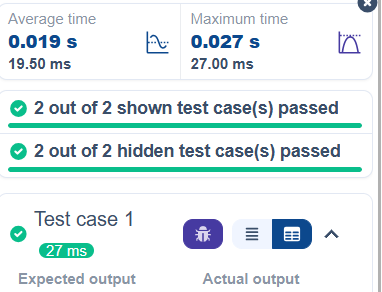 Average time
Maximum time
0.019 s
0.027 s
19.50 ms
27.00 ms
2 out of 2 shown test case(s) passed
2 out of 2 hidden test case(s) passed
Test case 1
27 ms
Expected output
Actual output